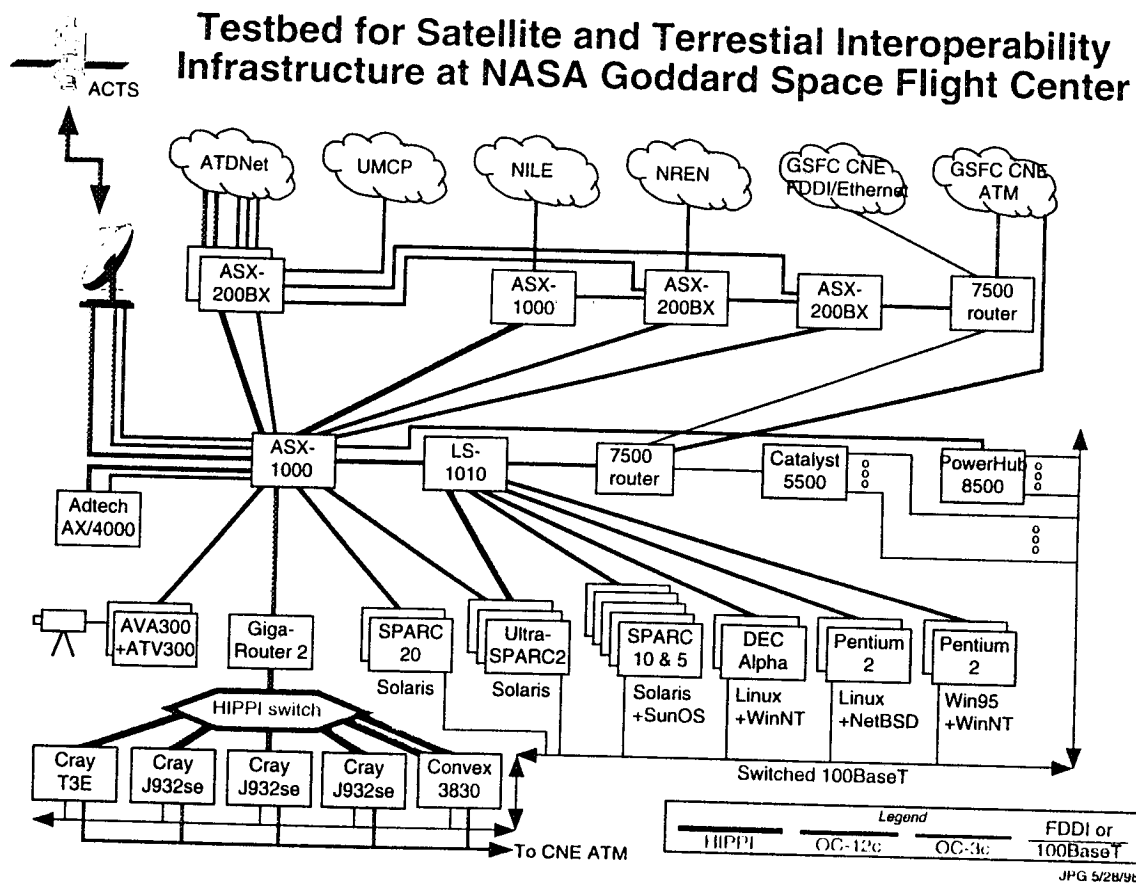 Testbed for Satellite and Terrestial Interoperability
Infrastructure at NASA Goddard Space Flight Center
ACTS
ATDNet
UMCP
NILE
NREN
GSFC CNE
FDDI/Ethernet
GSFC CNE
ATM
ASX-
200BX
ASX-
1000
ASX-
200BX
ASX-
200BX
7500
router
ASX-
1000
LS-
1010
7500
router
Catalyst
5500
PowerHub
8500
Adtech
AX/4000
AVA300
+ATV300
Giga-
Router 2
SPARC
20
Solaris
Ultra-
SPARC2
Solaris
SPARC
10 & 5
Solaris
+SunOS
DEC
Alpha
Linux
+WinNT
Pentium
2
Linux
+NetBSD
Pentium
2
Win95
+WinNT
HIPPI switch
Cray
T3E
Cray
J932se
Cray
J932se
Cray
J932se
Convex
3830
Switched 100BaseT
To CNE ATM
Legend
HIPPI
OC-12c
OC-3c
FDDI or
100BaseT
JPG